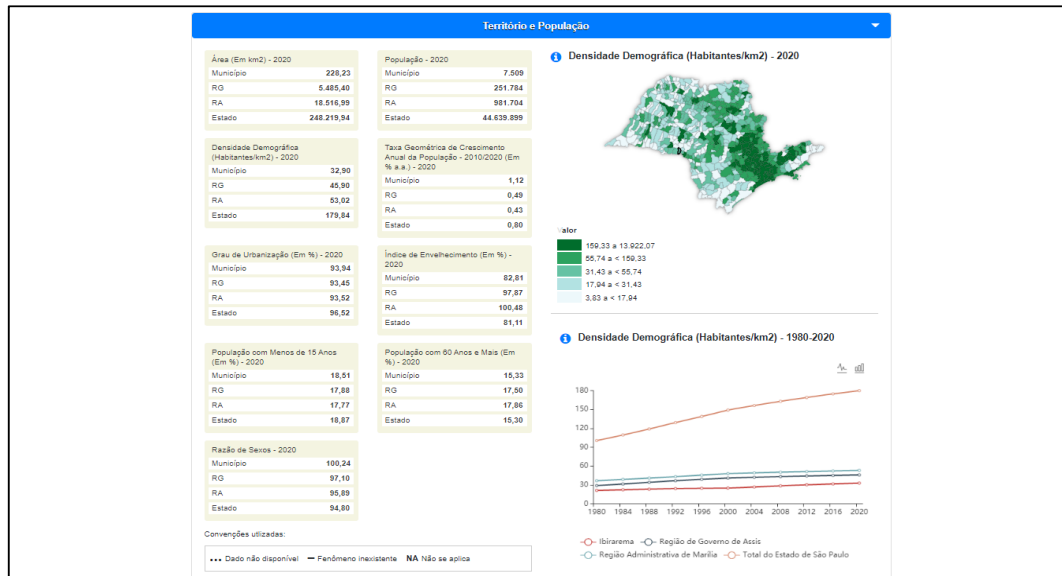 Território e População
Área (Em km2) - 2020
Município 228,23
RG 5.485,40
RA 18.516,99
Estado 248.219,94
População - 2020
Município 7.509
RG 251.784
RA 981.704
Estado 44.639.899
Densidade Demográfica
(Habitantes/km2) - 2020
Município 32,90
RG 45,90
RA 53,02
Estado 179,84
Taxa Geométrica de Crescimento
Anual da População - 2010/2020 (Em
% a.a.) - 2020
Município 1,12
RG 0,49
RA 0,43
Estado 0,80
Grau de Urbanização (Em %) - 2020
Município 93,94
RG 93,45
RA 93,52
Estado 96,52
Índice de Envelhecimento (Em %) -
2020
Município 82,81
RG 97,87
RA 100,48
Estado 81,11
População com Menos de 15 Anos
(Em %) - 2020
Município 18,51
RG 17,88
RA 17,77
Estado 18,87
População com 60 Anos e Mais (Em
%) - 2020
Município 15,33
RG 17,50
RA 17,86
Estado 15,30
Razão de Sexos - 2020
Município 100,24
RG 97,10
RA 95,89
Estado 94,80
Convenções utlizadas:
... Dado não disponível — Fenômeno inexistente NA Não se aplica
Densidade Demográfica (Habitantes/km2) - 2020
Valor
159,33 a 13.922,07
55,74 a < 159,33
31,43 a < 55,74
17,94 a < 31,43
3,83 a < 17,94
Densidade Demográfica (Habitantes/km2) - 1980-2020
180
150
120
90
60
30
0
1980 1984 1988 1992 1996 2000 2004 2008 2012 2016 2020
Ibirarema Região de Governo de Assis
Região Administrativa de Marília Total do Estado de São Paulo